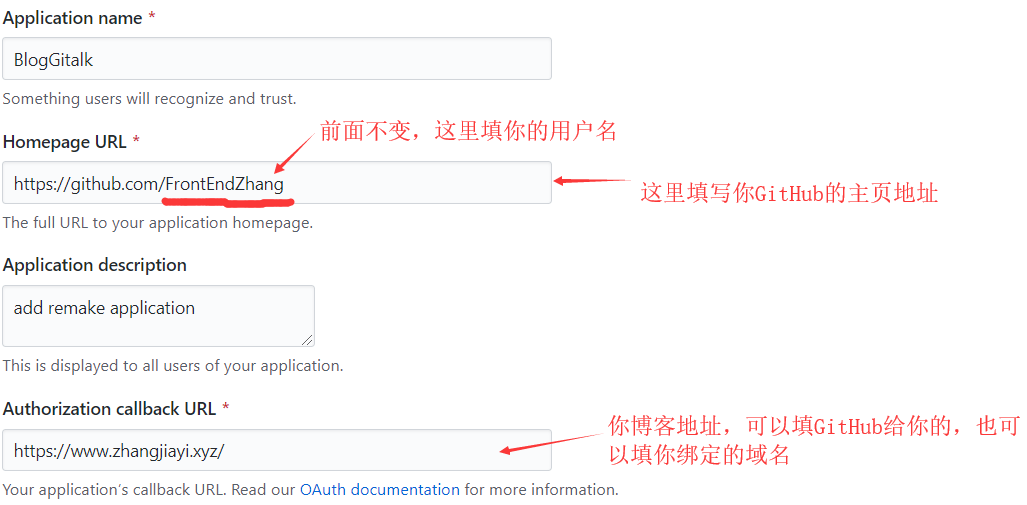 Application name *
BlogGitalk
Something users will recognize and trust.
前面不变，这里填你的用户名
Homepage URL *
https://github.com/FrontEndZhang
这里填写你GitHub的主页地址
The full URL to your application homepage.
Application description
add remake application
This is displayed to all users of your application.
Authorization callback URL *
你博客地址，可以填GitHub给你的，也可
以填你绑定的域名
https://www.zhangjiayi.xyz/
Your application's callback URL. Read our OAuth documentation for more information.